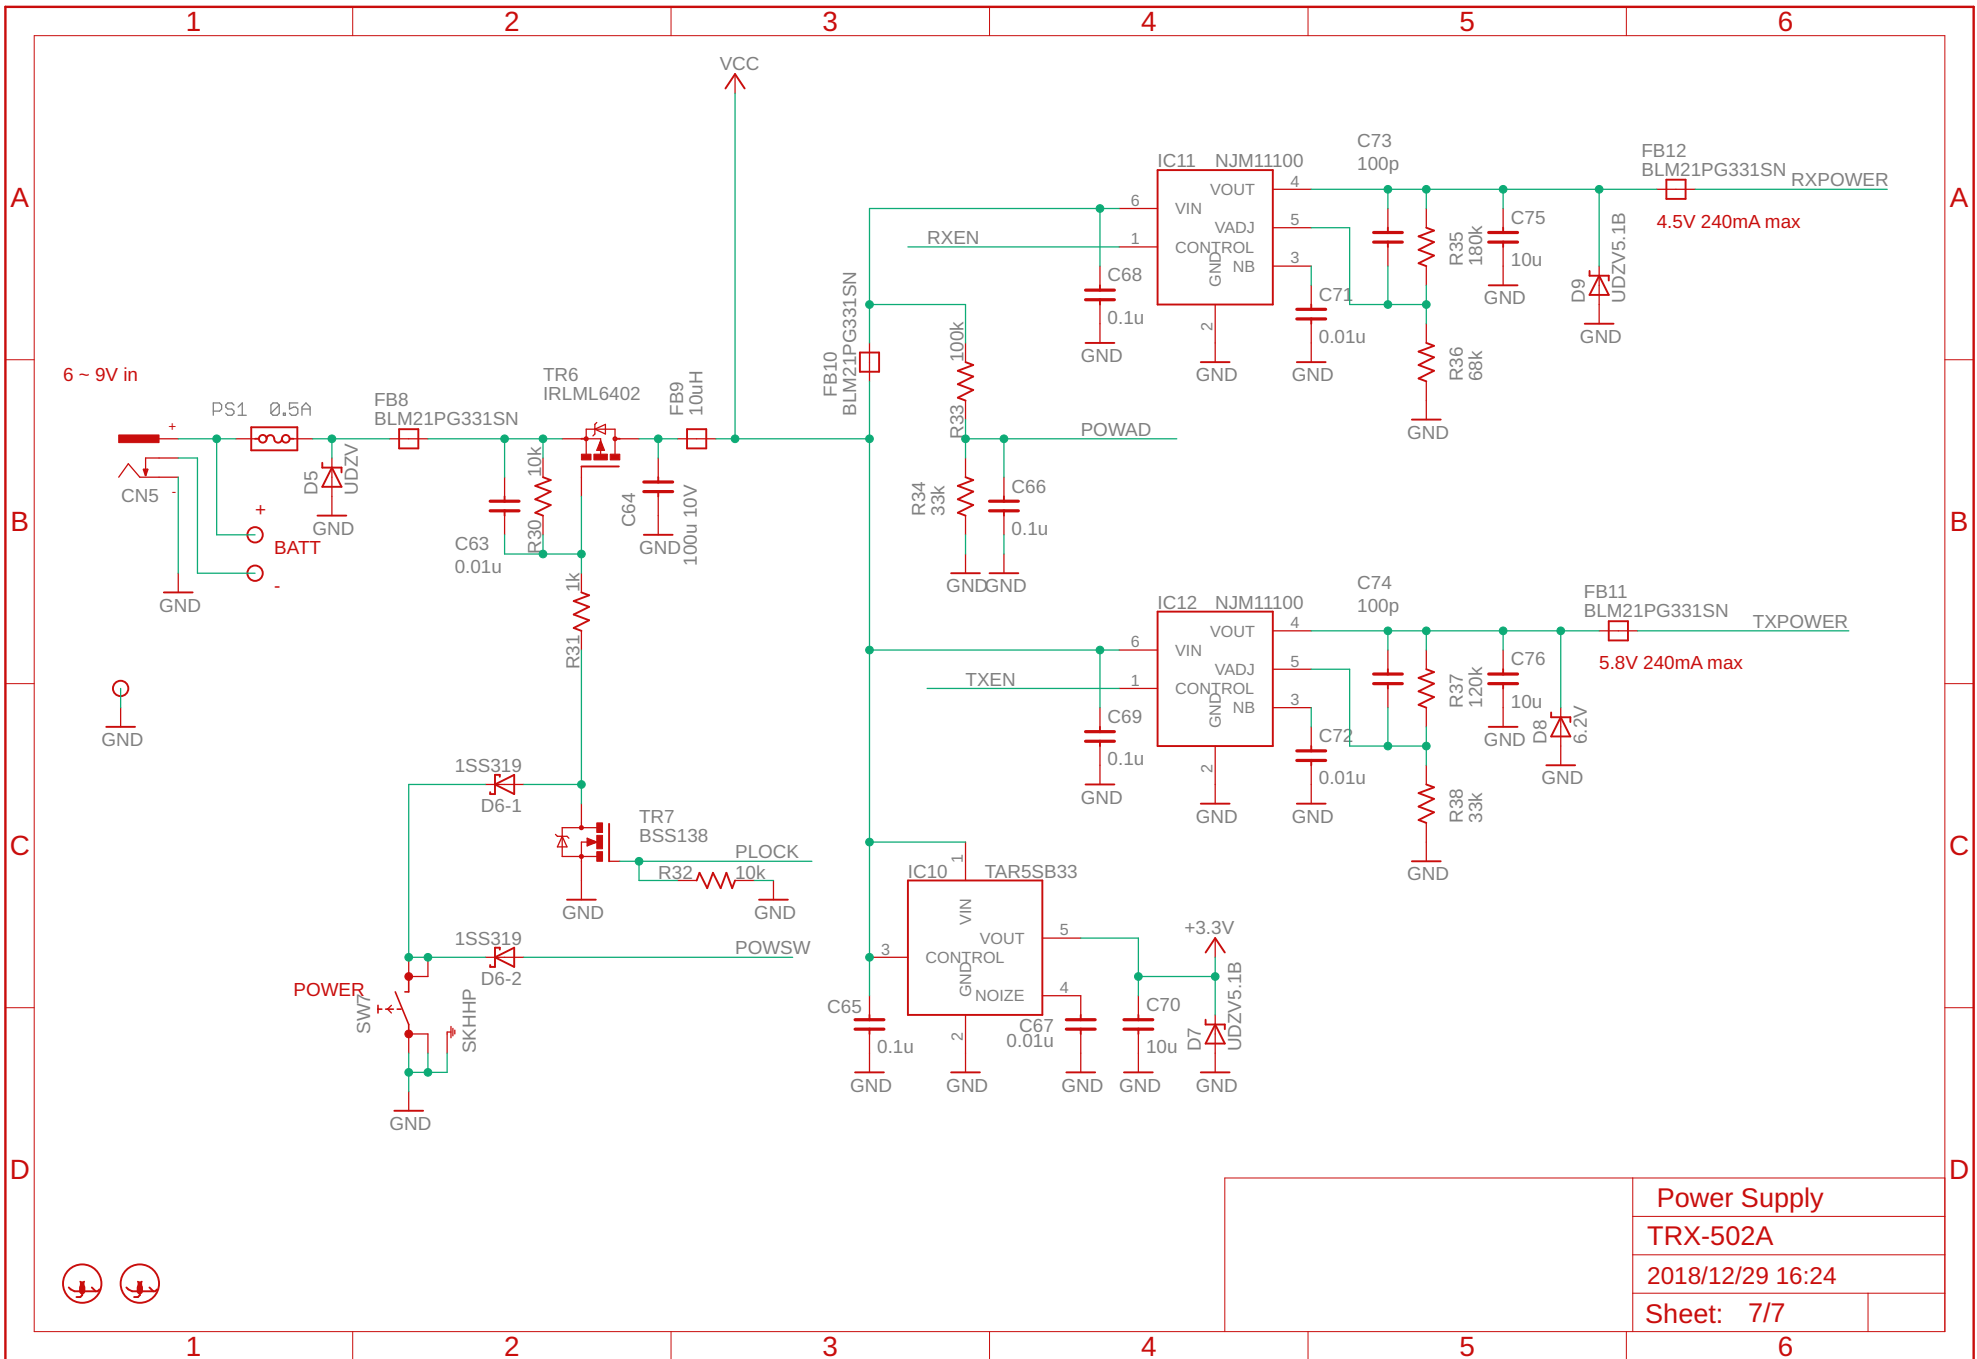 1 2 3 4 5 6
A A
B B
C C
D D
VCC
6 ~ 9V in
PS1 0.5A
+
-
CN5
+
BATT
-
GND
D5
UDZV
GND
FB8
BLM21PG331SN
C63
0.01u
10k
R30
TR6
IRLML6402
FB9
10uH
C64
100u 10V
GND
1k
R31
GND
1SS319
D6-1
TR7
BSS138
PLOCK
R32 10k
GND
GND
1SS319
D6-2
POWSW
POWER
SW7
SKHHP
GND
FB10
BLM21PG331SN
100k
R33
POWAD
R34
33k
C66
0.1u
GND
GND
IC11 NJM11100
VOUT 4
6 VIN
VADJ 5
RXEN 1 CONTROL
GND
NB 3
2
GND
C68
0.1u
GND
C71
0.01u
GND
C73
100p
R35
180k
C75
10u
GND
R36
68k
GND
D9
UDZV5.1B
GND
FB12
BLM21PG331SN
RXPOWER
4.5V 240mA max
IC12 NJM11100
VOUT 4
6 VIN
VADJ 5
TXEN 1 CONTROL
GND
NB 3
2
GND
C69
0.1u
GND
C72
0.01u
GND
C74
100p
R37
120k
C76
10u
GND
R38
33k
GND
D8
6.2V
GND
FB11
BLM21PG331SN
TXPOWER
5.8V 240mA max
IC10 TAR5SB33
1
VIN
VOUT 5
3 CONTROL
GND
NOIZE 4
2
GND
C65
0.1u
GND
C67
0.01u
GND
C70
10u
GND
+3.3V
D7
UDZV5.1B
GND
Power Supply
TRX-502A
2018/12/29 16:24
Sheet: 7/7
1 2 3 4 5 6